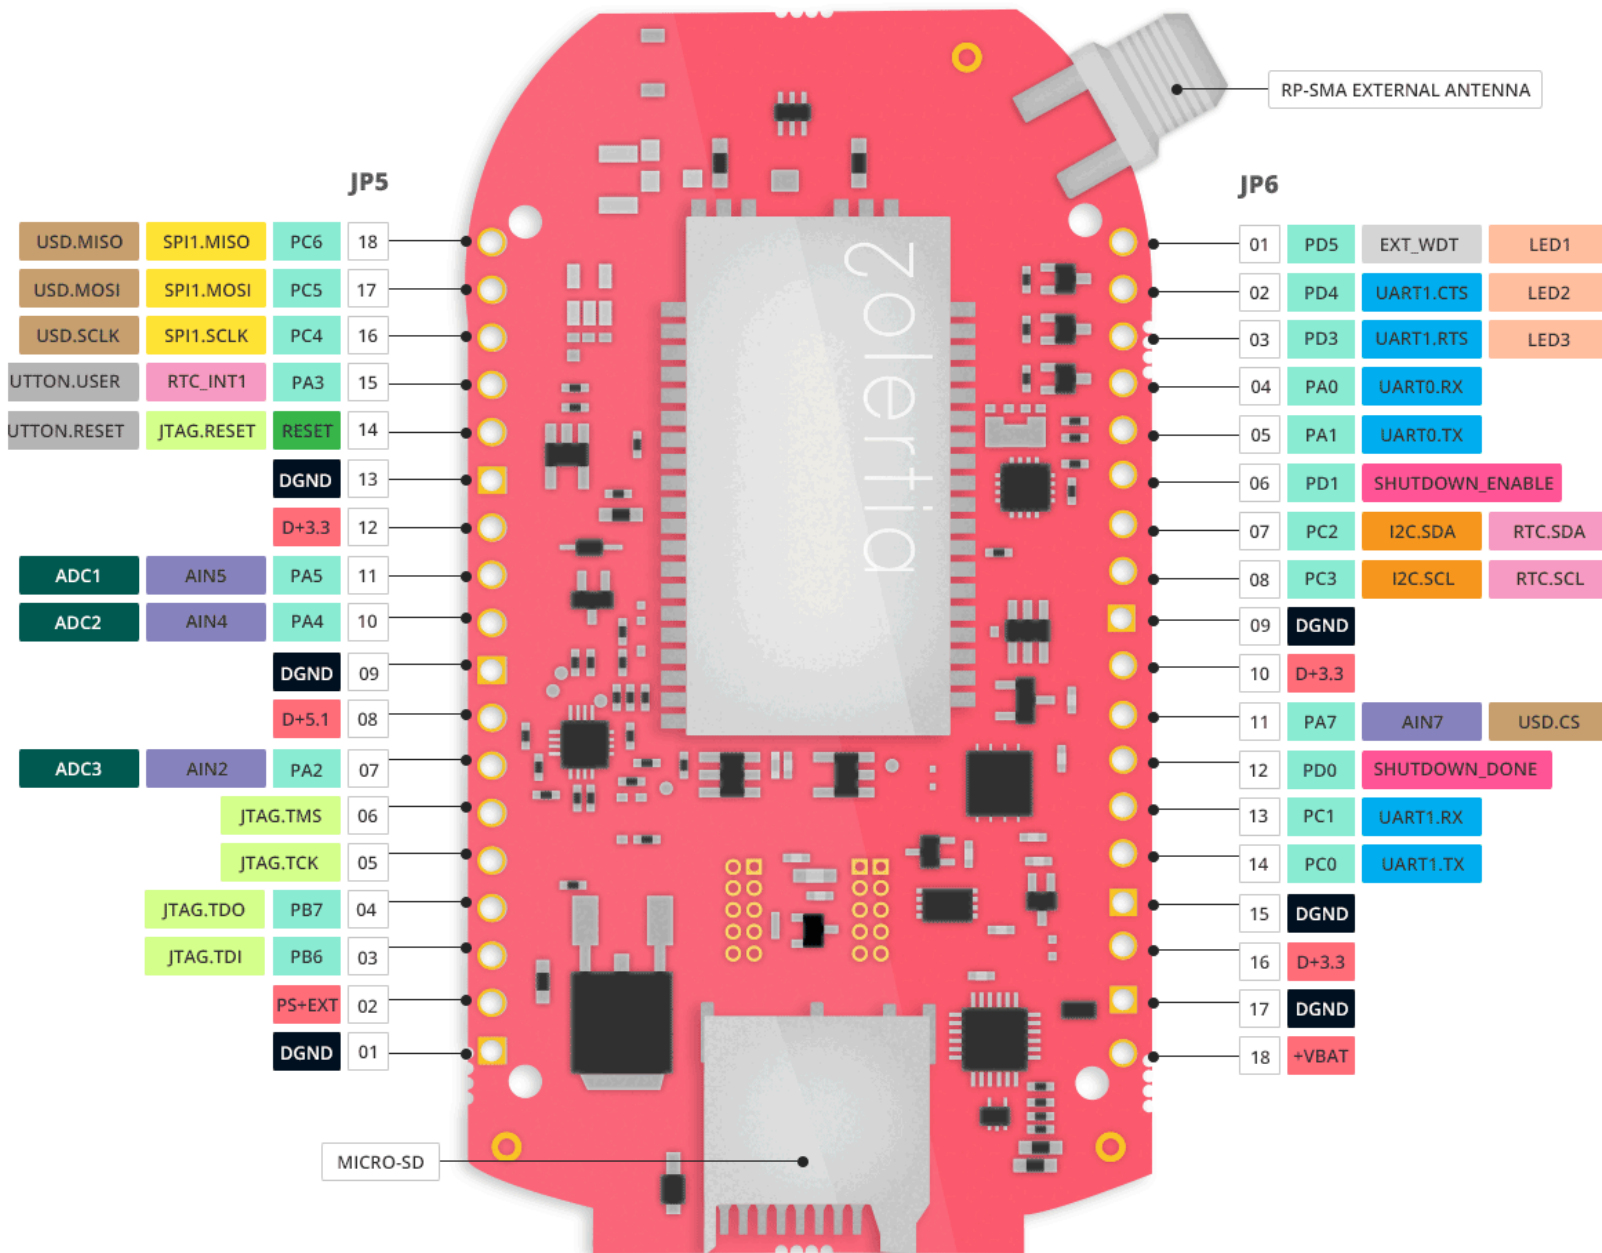 RP-SMA EXTERNAL ANTENNA
JP5
USD.MISO SPI1.MISO PC6 18
USD.MOSI SPI1.MOSI PC5 17
USD.SCLK SPI1.SCLK PC4 16
UTTON.USER RTC_INT1 PA3 15
UTTON.RESET JTAG.RESET RESET 14
DGND 13
D+3.3 12
ADC1 AIN5 PA5 11
ADC2 AIN4 PA4 10
DGND 09
D+5.1 08
ADC3 AIN2 PA2 07
JTAG.TMS 06
JTAG.TCK 05
JTAG.TDO PB7 04
JTAG.TDI PB6 03
PS+EXT 02
DGND 01
Zolertia
JP6
01 PD5 EXT_WDT LED1
02 PD4 UART1.CTS LED2
03 PD3 UART1.RTS LED3
04 PA0 UART0.RX
05 PA1 UART0.TX
06 PD1 SHUTDOWN_ENABLE
07 PC2 I2C.SDA RTC.SDA
08 PC3 I2C.SCL RTC.SCL
09 DGND
10 D+3.3
11 PA7 AIN7 USD.CS
12 PD0 SHUTDOWN_DONE
13 PC1 UART1.RX
14 PC0 UART1.TX
15 DGND
16 D+3.3
17 DGND
18 +VBAT
MICRO-SD